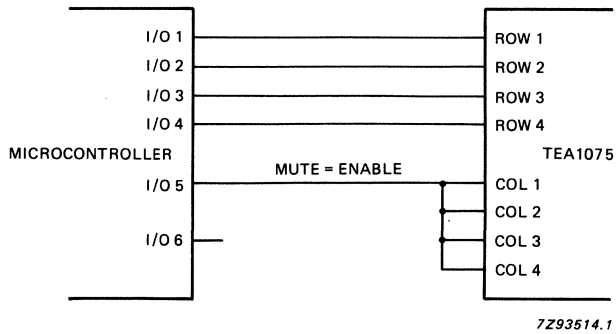 I/O 1 ROW 1
I/O 2 ROW 2
I/O 3 ROW 3
I/O 4 ROW 4
MICROCONTROLLER TEA1075
MUTE = ENABLE
I/O 5 COL 1
COL 2
I/O 6 COL 3
COL 4
7Z93514.1